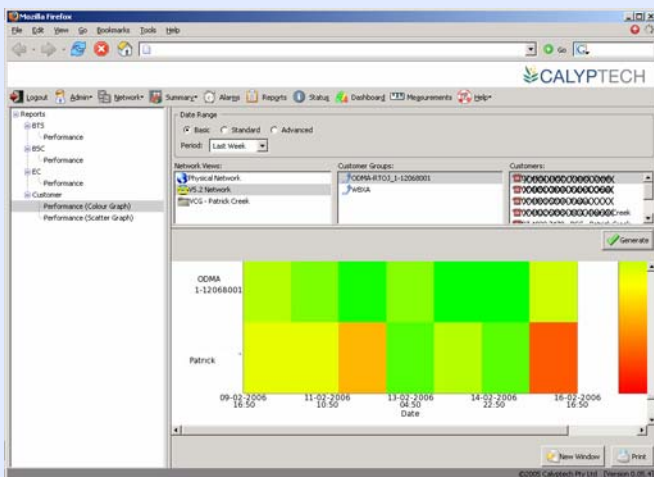 Mozilla Firefox
File Edit View Go Bookmarks Tools Help
Go
CALYPTECH
Logout Admin Network Summary Alarms Reports Status Dashboard Measurements Help
Reports
BTS
Performance
BSC
Performance
EC
Performance
Customer
Performance (Colour Graph)
Performance (Scatter Graph)
Date Range
Basic Standard Advanced
Period: Last Week
Network Views: Customer Groups: Customers:
Physical Network
W5.2 Network
VCG - Patrick Creek
ODMA-RTOJ_1-12068001
WBXA
Creek
Generate
ODMA
1-12068001
Patrick
09-02-2006 11-02-2006 13-02-2006 14-02-2006 16-02-2006
16:50 10:50 04:50 22:50 16:50
Date
New Window Print
©2005 Calyptech Pty Ltd